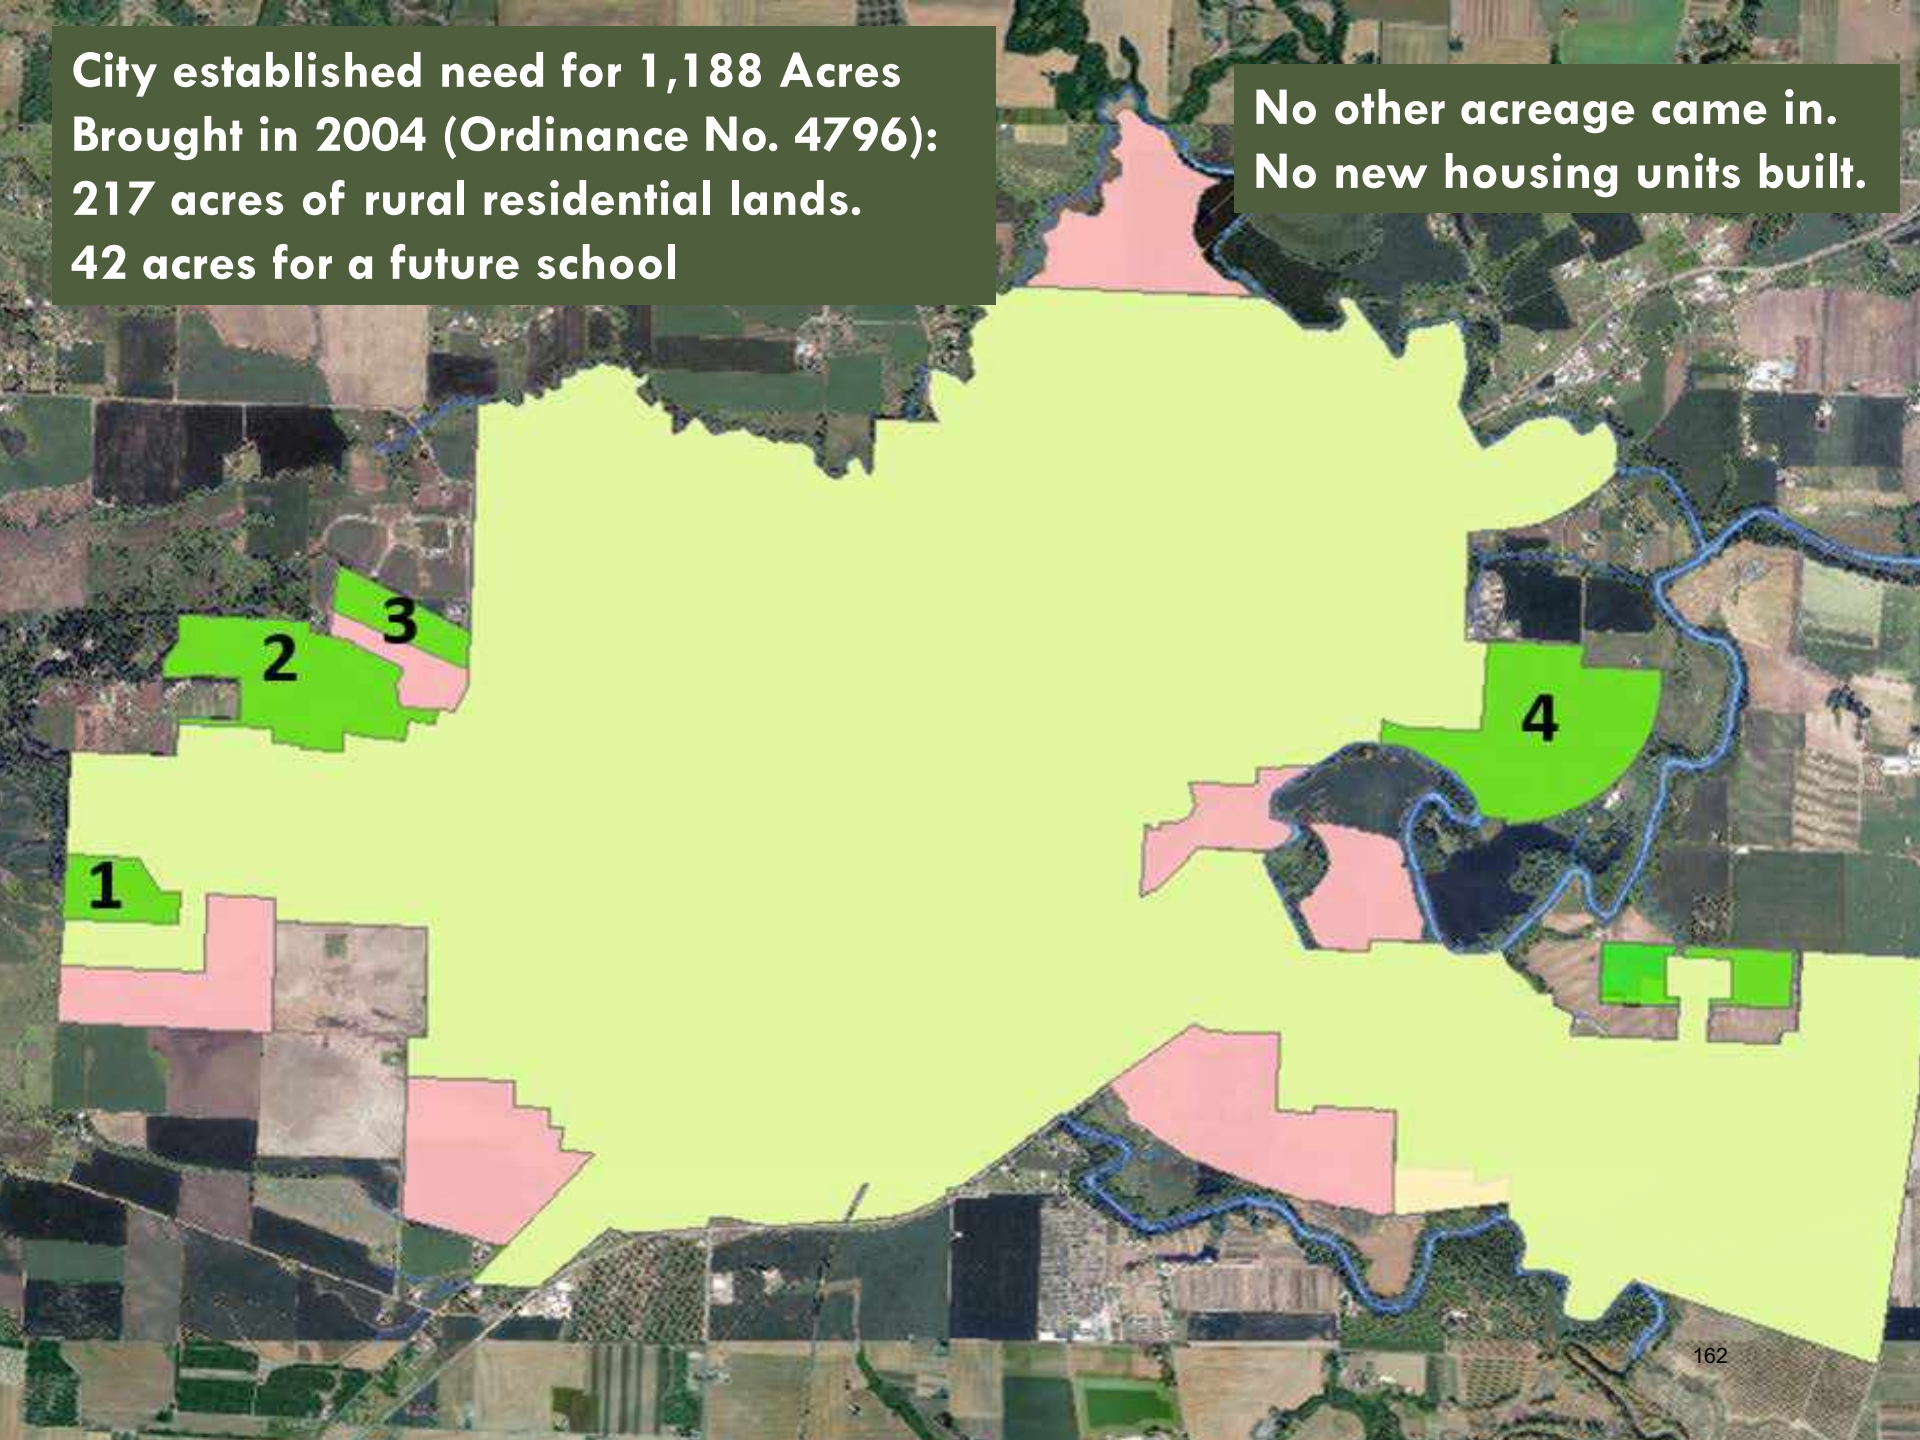 City established need for 1,188 Acres
Brought in 2004 (Ordinance No. 4796):
217 acres of rural residential lands.
42 acres for a future school
No other acreage came in.
No new housing units built.
3
2
4
1
162